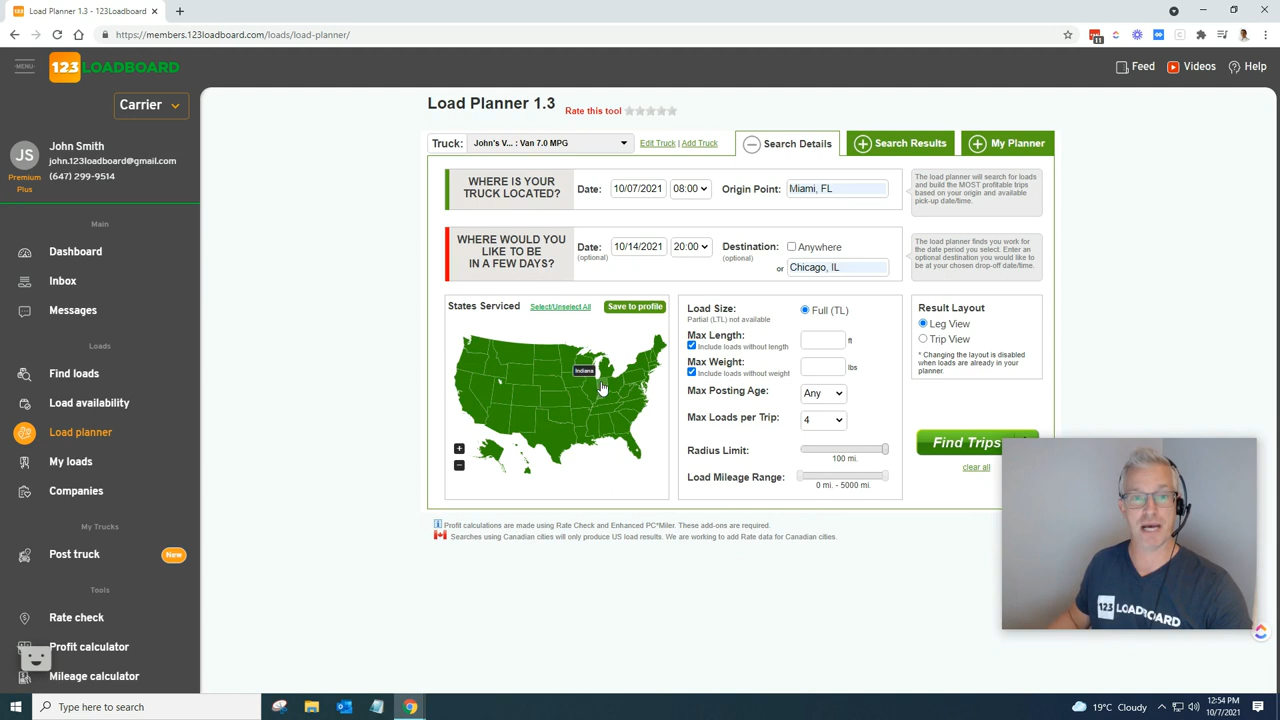 Load Planner 1.3 - 123Loadboard
https://members.123loadboard.com/loads/load-planner/
11
MENU
123 LOADBOARD
Feed
Videos
Help
Carrier
JS
Premium Plus
John Smith
john.123loadboard@gmail.com
(647) 299-9514
Main
Dashboard
Inbox
Messages
Loads
Find loads
Load availability
Load planner
My loads
Companies
My Trucks
Post truck New
Tools
Rate check
Profit calculator
Mileage calculator
Load Planner 1.3 Rate this tool
Truck: John's V... : Van 7.0 MPG Edit Truck | Add Truck
Search Details
Search Results
My Planner
WHERE IS YOUR
TRUCK LOCATED?
Date: 10/07/2021 08:00 Origin Point: Miami, FL
The load planner will search for loads
and build the MOST profitable trips
based on your origin and available
pick-up date/time.
WHERE WOULD YOU
LIKE TO BE
IN A FEW DAYS?
Date: 10/14/2021 20:00 Destination: Anywhere
(optional) (optional)
or Chicago, IL
The load planner finds you work for
the date period you select. Enter an
optional destination you would like to
be at your chosen drop-off date/time.
States Serviced Select/Unselect All Save to profile
Indiana
+
−
Load Size: Full (TL)
Partial (LTL) not available
Max Length: ft
Include loads without length
Max Weight: lbs
Include loads without weight
Max Posting Age: Any
Max Loads per Trip: 4
Radius Limit:
100 mi.
Load Mileage Range:
0 mi. - 5000 mi.
Result Layout
Leg View
Trip View
* Changing the layout is disabled
when loads are already in your
planner.
Find Trips
clear all
Profit calculations are made using Rate Check and Enhanced PC*Miler. These add-ons are required.
Searches using Canadian cities will only produce US load results. We are working to add Rate data for Canadian cities.
123 LOADBOARD
Type here to search
19°C Cloudy
12:54 PM
10/7/2021